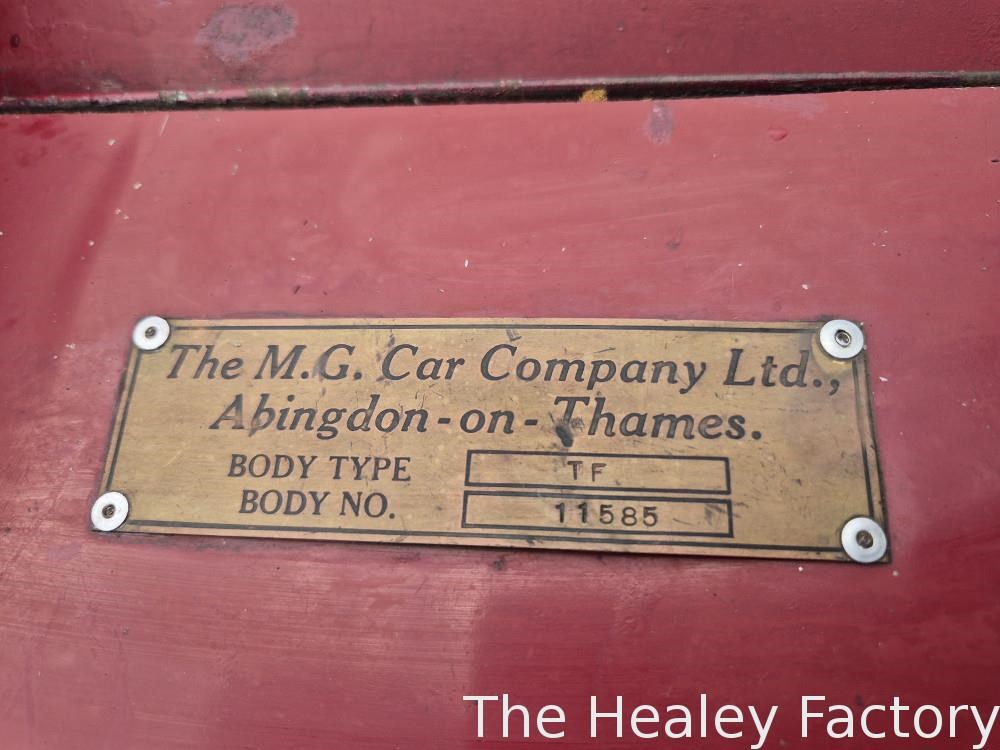 The M.G. Car Company Ltd.,
Abingdon-on-Thames.
BODY TYPE TF
BODY NO. 11585
The Healey Factory